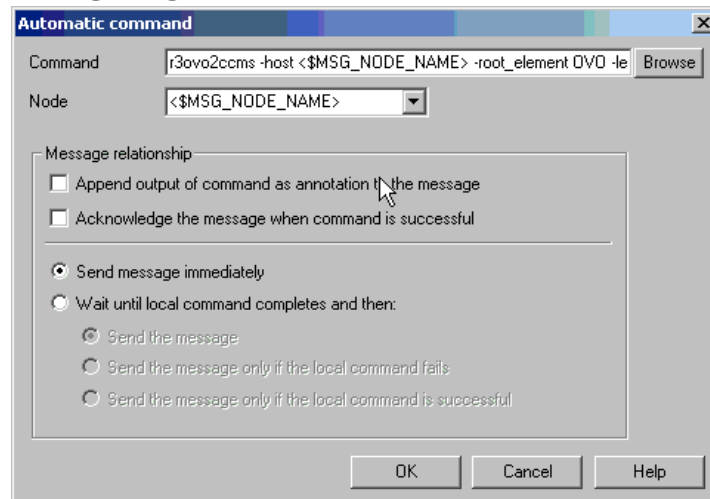 Automatic command
Command r3ovo2ccms -host <$MSG_NODE_NAME> -root_element OVO -le Browse
Node <$MSG_NODE_NAME>
Message relationship
Append output of command as annotation to the message
Acknowledge the message when command is successful
Send message immediately
Wait until local command completes and then:
Send the message
Send the message only if the local command fails
Send the message only if the local command is successful
OK Cancel Help